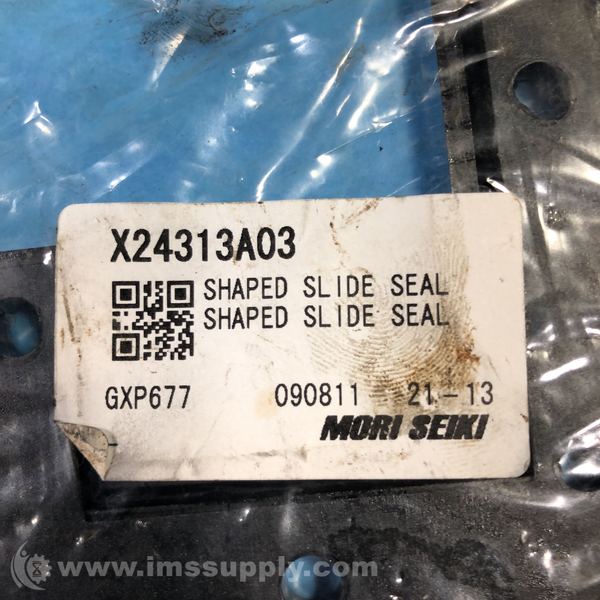 X24313A03
SHAPED SLIDE SEAL
SHAPED SLIDE SEAL
GXP677 090811 21-13
MORI SEIKI
www.imssupply.com